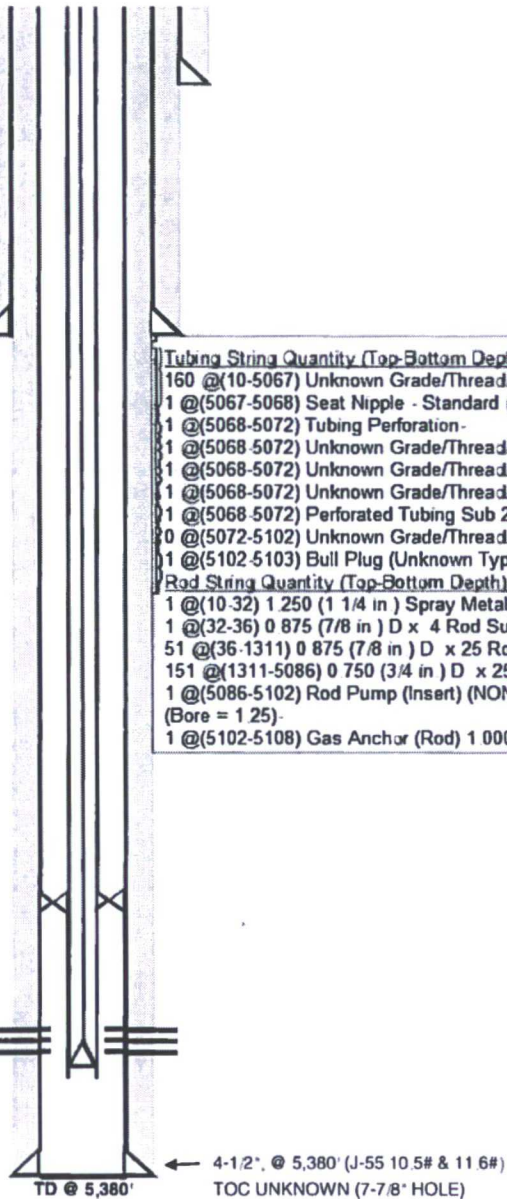 Tubing String Quantity (Top-Bottom Dept
160 @(10-5067) Unknown Grade/Thread
1 @(5067-5068) Seat Nipple - Standard
1 @(5068-5072) Tubing Perforation-
1 @(5068-5072) Unknown Grade/Thread
1 @(5068-5072) Unknown Grade/Thread
1 @(5068-5072) Perforated Tubing Sub 2
0 @(5072-5102) Unknown Grade/Thread
1 @(5102-5103) Bull Plug (Unknown Typ
Rod String Quantity (Top-Bottom Depth)
1 @(10-32) 1 250 (1 1/4 in ) Spray Metal
1 @(32-36) 0 875 (7/8 in ) D x 4 Rod Su
51 @(36-1311) 0 875 (7/8 in ) D x 25 Ro
151 @(1311-5086) 0 750 (3/4 in ) D x 25
1 @(5086-5102) Rod Pump (Insert) (NON
(Bore = 1 25)-
1 @(5102-5108) Gas Anchor (Rod) 1 000
4-1/2", @ 5,380' (J-55 10.5# & 11.6#)
TD @ 5,380' TOC UNKNOWN (7-7/8" HOLE)